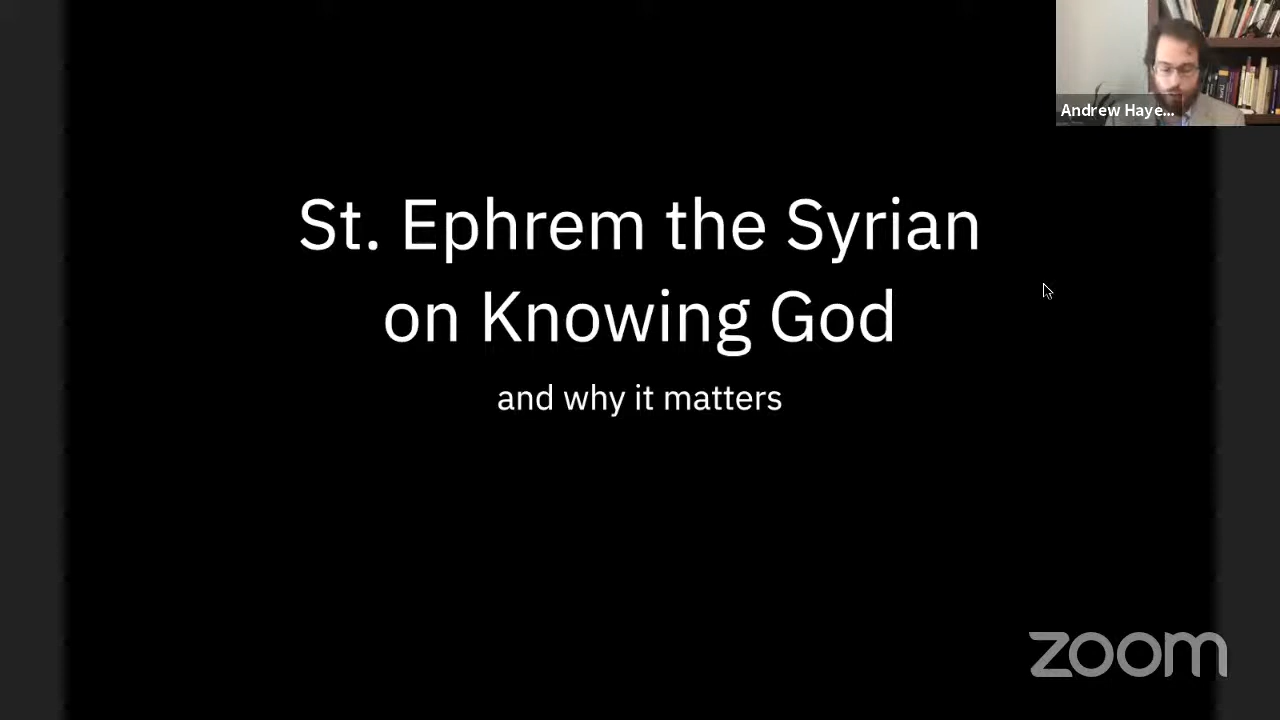 Andrew Haye...
St. Ephrem the Syrian
on Knowing God
and why it matters
zoom